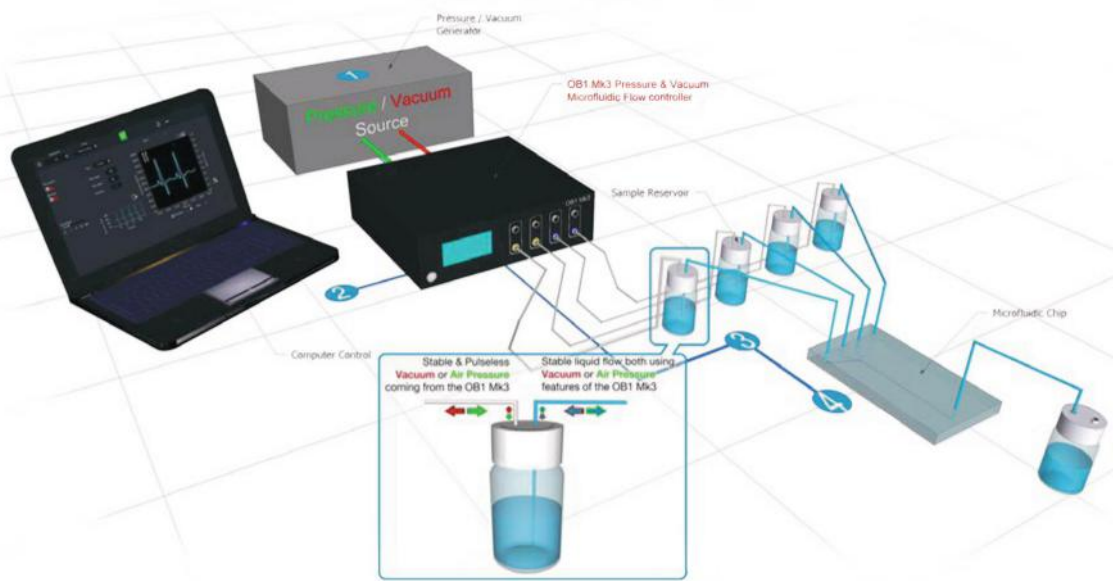 Pressure / Vacuum
Generator
1
Pressure / Vacuum
Source
OB1 Mk3 Pressure & Vacuum
Microfluidic Flow controller
OB1 Mk3
Sample Reservoir
2
3
Microfluidic Chip
Computer Control
4
Stable & Pulseless
Vacuum or Air Pressure
coming from the OB1 Mk3
Stable liquid flow both using
Vacuum or Air Pressure
features of the OB1 Mk3